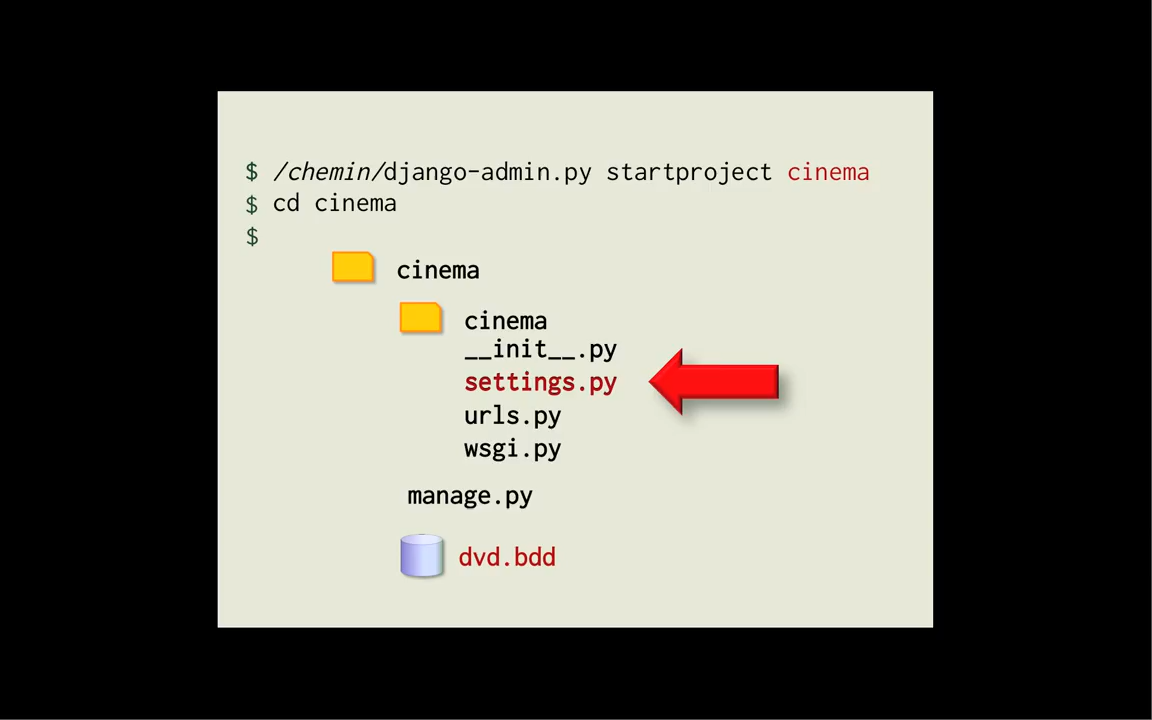 $ /chemin/django-admin.py startproject cinema
$ cd cinema
$
cinema
cinema
__init__.py
settings.py
urls.py
wsgi.py
manage.py
dvd.bdd